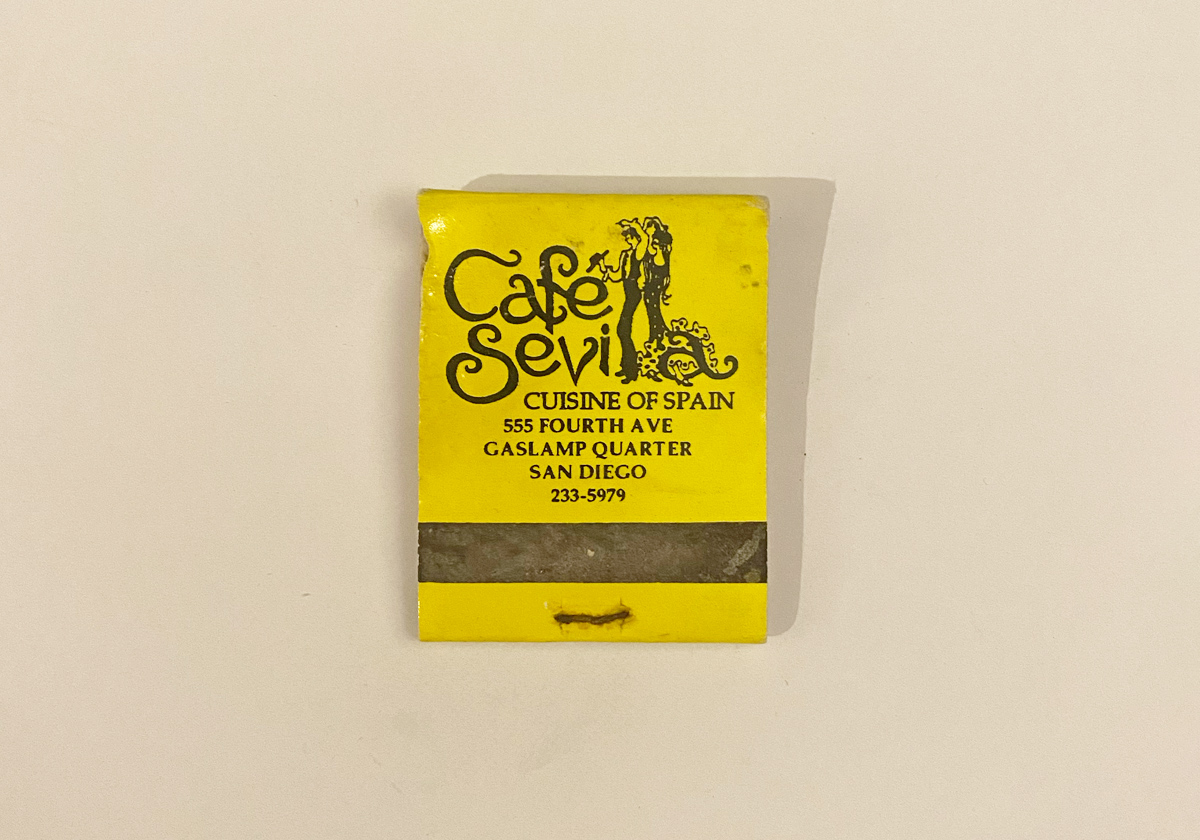 Café
Sevilla
CUISINE OF SPAIN
555 FOURTH AVE
GASLAMP QUARTER
SAN DIEGO
233-5979